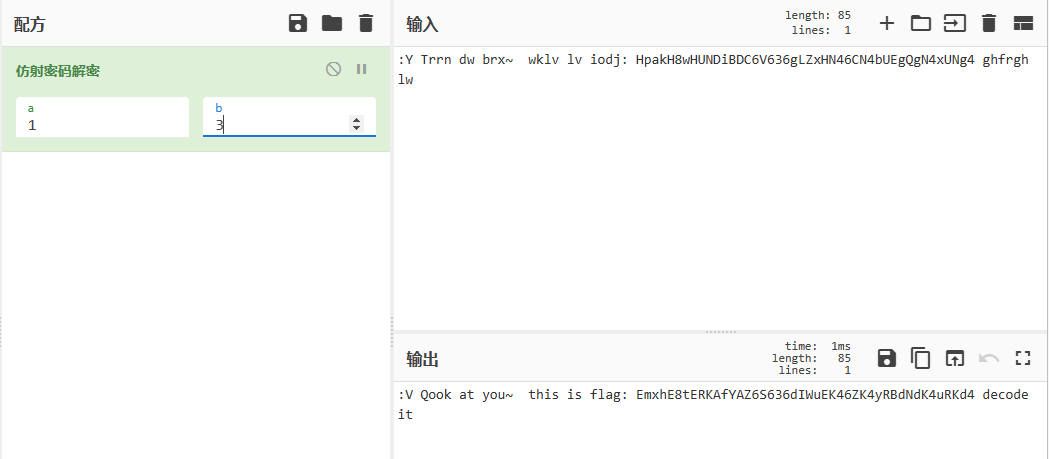 配方
仿射密码解密
a
1
b
3
输入
length: 85
lines: 1
:Y Trrn dw brx~  wklv lv iodj: HpakH8wHUNDiBDC6V636gLZxHN46CN4bUEgQgN4xUNg4 ghfrgh
lw
输出
time: 1ms
length: 85
lines: 1
:V Qook at you~  this is flag: EmxhE8tERKAfYAZ6S636dIWuEK46ZK4yRBdNdK4uRKd4 decode
it